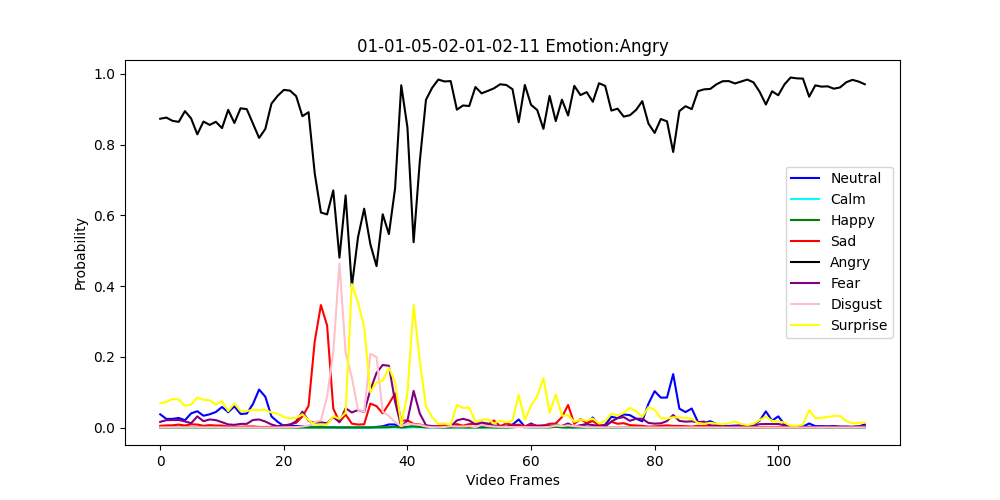 01-01-05-02-01-02-11 Emotion:Angry
Probability
1.0
0.8
0.6
0.4
0.2
0.0
Neutral
Calm
Happy
Sad
Angry
Fear
Disgust
Surprise
0 20 40 60 80 100
Video Frames